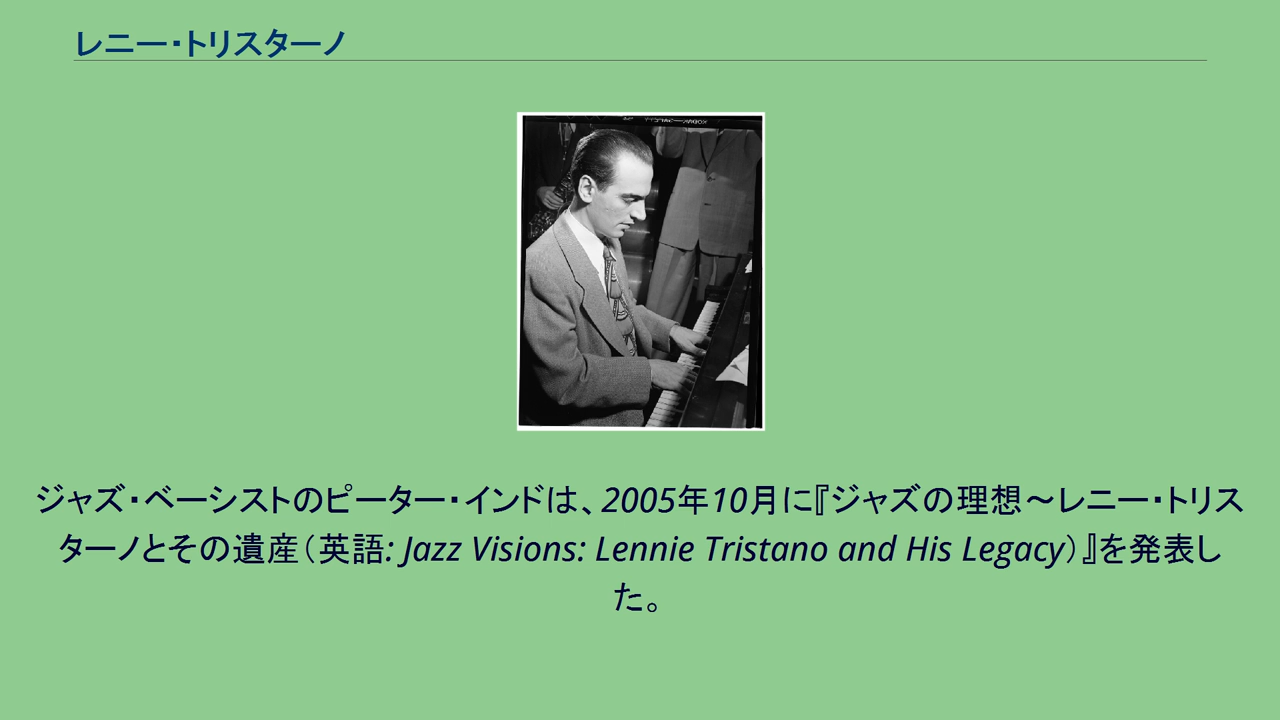 レニー・トリスターノ
ジャズ・ベーシストのピーター・インドは、2005年10月に『ジャズの理想～レニー・トリス
ターノとその遺産（英語: Jazz Visions: Lennie Tristano and His Legacy）』を発表し
た。